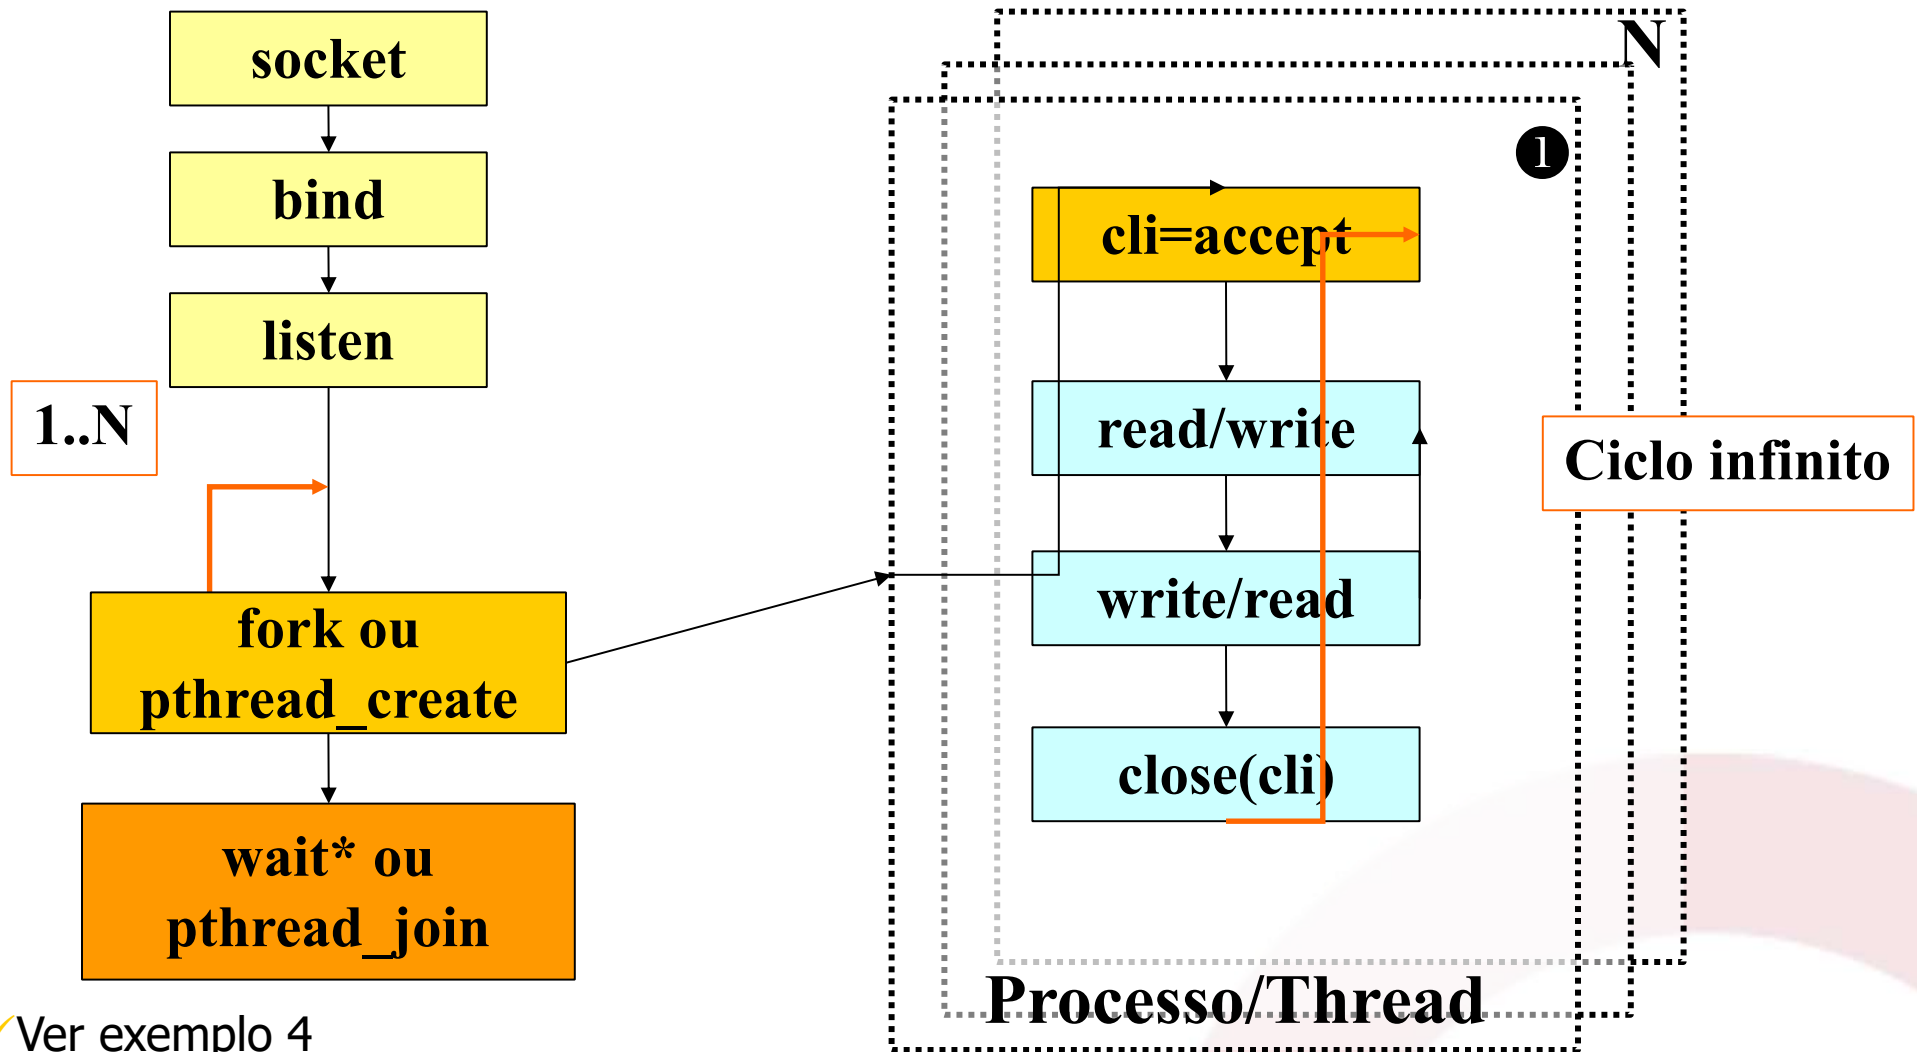 socket
bind
listen
1..N
fork ou
pthread_create
wait* ou
pthread_join
✓Ver exemplo 4
N
❶
cli=accept
read/write
write/read
close(cli)
Ciclo infinito
Processo/Thread